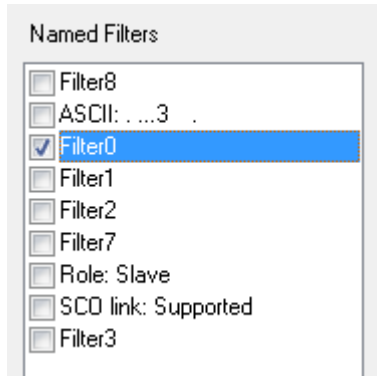 Named Filters
Filter8
ASCII: . ...3 .
Filter0
Filter1
Filter2
Filter7
Role: Slave
SCO link: Supported
Filter3